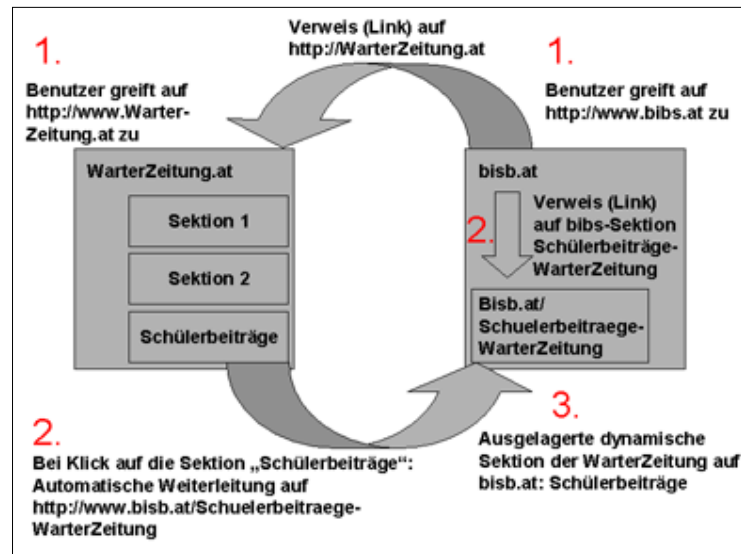 Verweis (Link) auf
http://WarterZeitung.at
1.
Benutzer greift auf
http://www.Warter-
Zeitung.at zu
1.
Benutzer greift auf
http://www.bibs.at zu
WarterZeitung.at
Sektion 1
Sektion 2
Schülerbeiträge
bisb.at
2.
Verweis (Link)
auf bibs-Sektion
Schülerbeiträge-
WarterZeitung
Bisb.at/
Schuelerbeitraege-
WarterZeitung
2.
Bei Klick auf die Sektion „Schülerbeiträge“:
Automatische Weiterleitung auf
http://www.bisb.at/Schuelerbeitraege-
WarterZeitung
3.
Ausgelagerte dynamische
Sektion der WarterZeitung auf
bisb.at: Schülerbeiträge